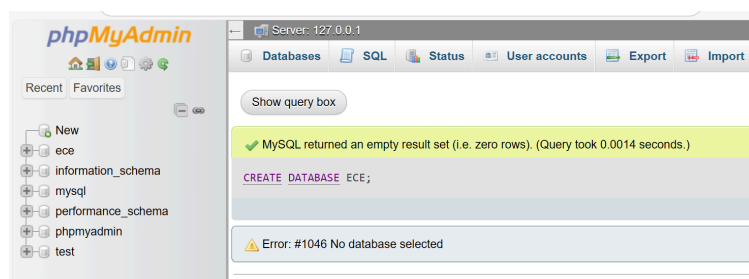 phpMyAdmin
Server: 127.0.0.1
Databases SQL Status User accounts Export Import
Recent Favorites
Show query box
New
ece
information_schema
mysql
performance_schema
phpmyadmin
test
MySQL returned an empty result set (i.e. zero rows). (Query took 0.0014 seconds.)
CREATE DATABASE ECE;
Error: #1046 No database selected